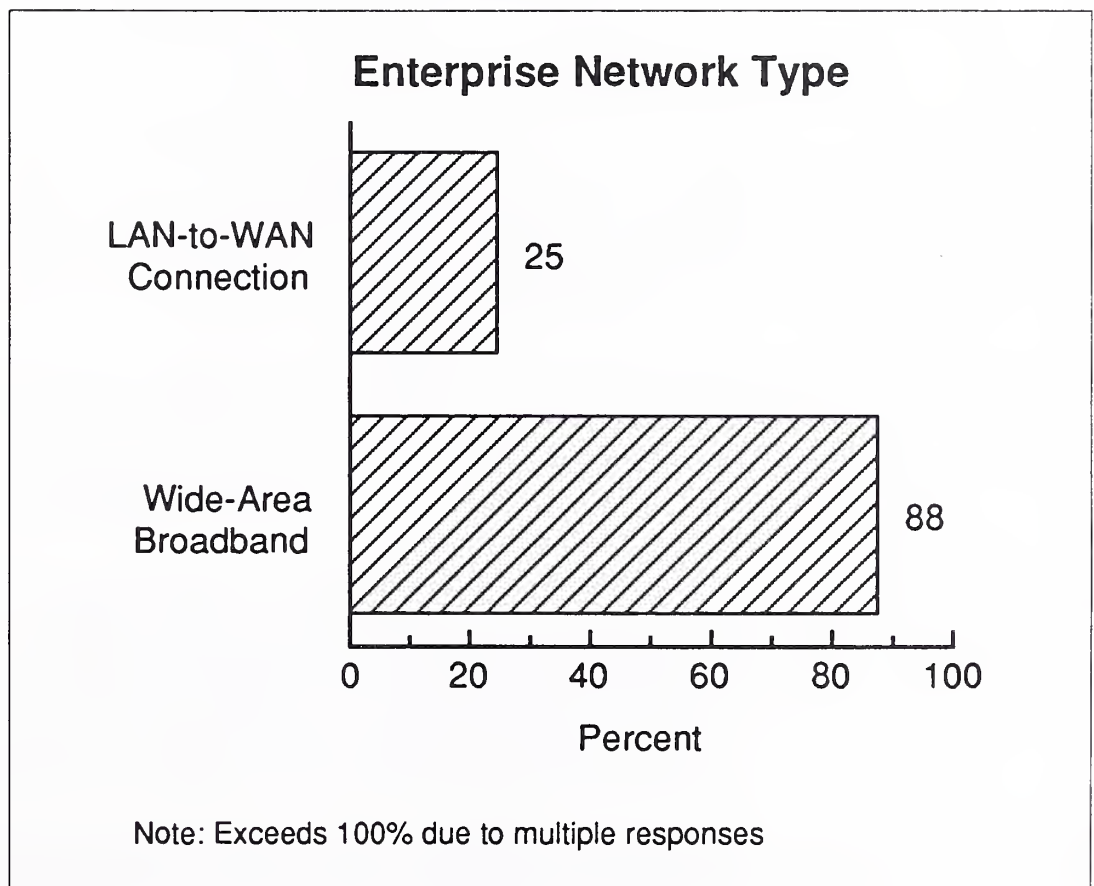 Enterprise Network Type
LAN-to-WAN
Connection
25
Wide-Area
Broadband
88
0 20 40 60 80 100
Percent
Note: Exceeds 100% due to multiple responses